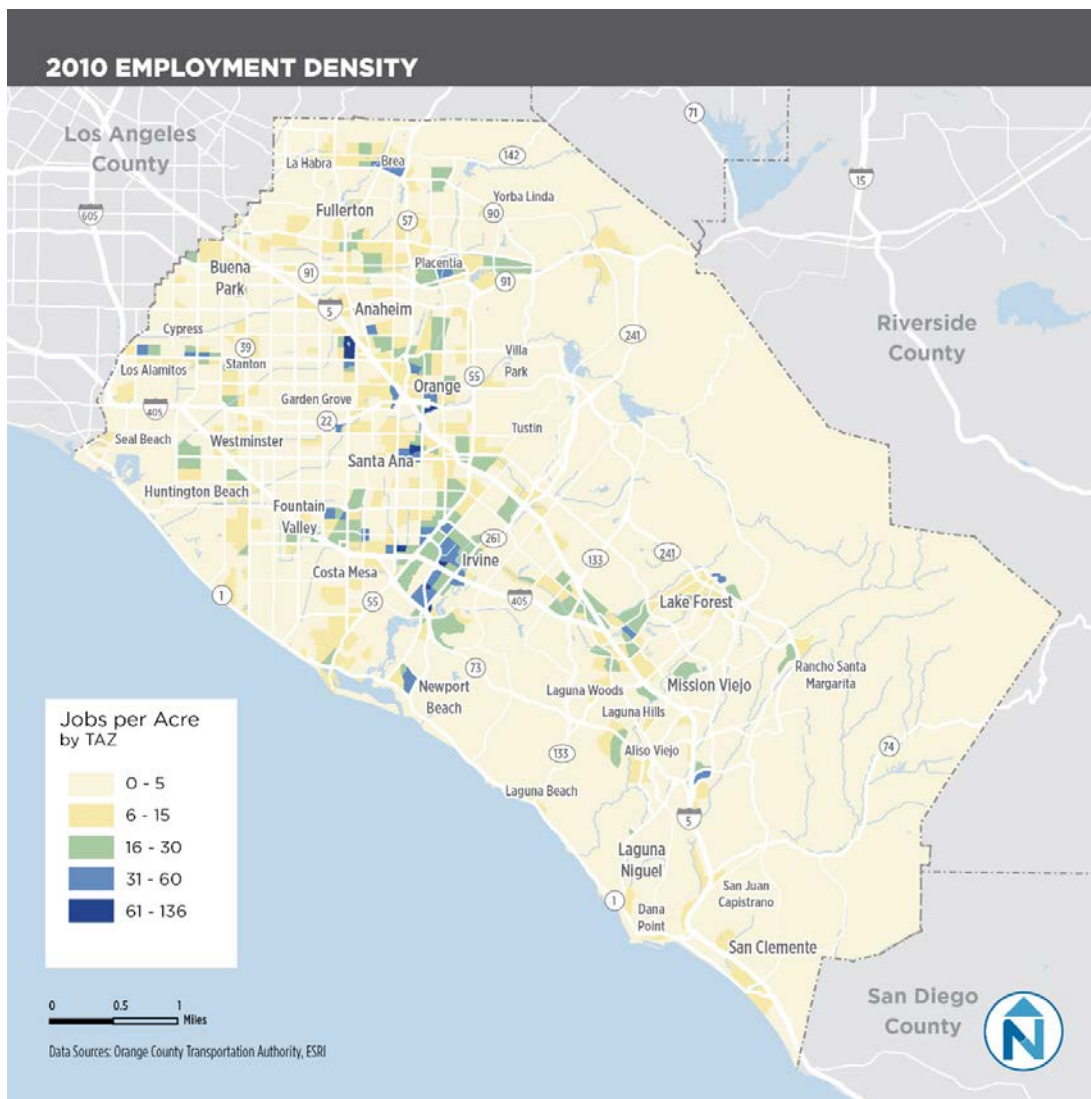 2010 EMPLOYMENT DENSITY
Los Angeles
County
71
15
605
La Habra
Brea
142
Fullerton
57
90
Yorba Linda
Buena
Park
91
Placentia
91
5
Anaheim
241
Riverside
County
Cypress
39
Stanton
Los Alamitos
Villa
Park
Orange
55
Garden Grove
405
22
Seal Beach
Westminster
Tustin
Santa Ana
Huntington Beach
Fountain
Valley
261
Irvine
133
241
Costa Mesa
55
405
Lake Forest
1
73
Newport
Beach
Laguna Woods
Mission Viejo
Rancho Santa
Margarita
Laguna Hills
133
Aliso Viejo
74
Laguna Beach
5
Laguna
Niguel
San Juan
Capistrano
1
Dana
Point
San Clemente
San Diego
County
N
Jobs per Acre
by TAZ
0 - 5
6 - 15
16 - 30
31 - 60
61 - 136
0 0.5 1
Miles
Data Sources: Orange County Transportation Authority, ESRI